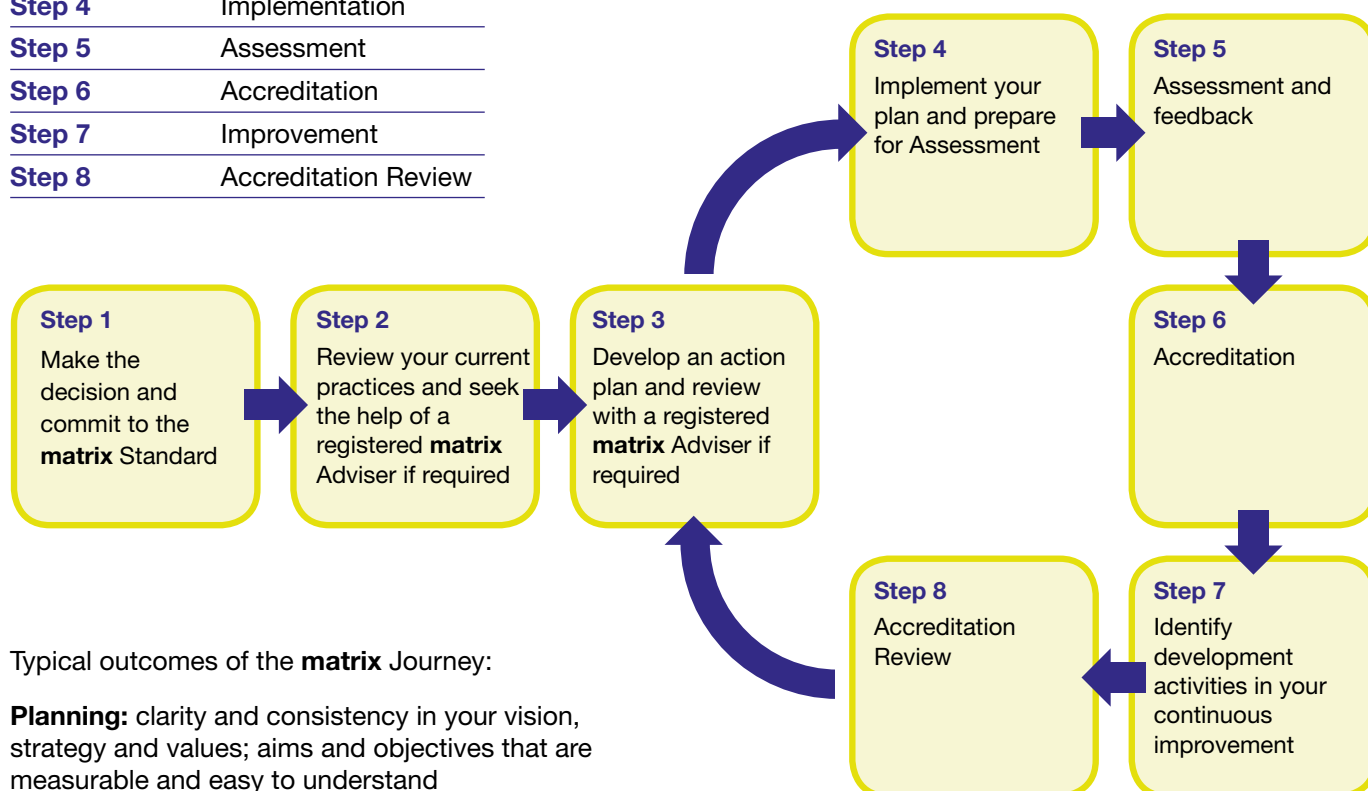 Step 4 Implementation
Step 5 Assessment
Step 6 Accreditation
Step 7 Improvement
Step 8 Accreditation Review
Step 1
Make the
decision and
commit to the
matrix Standard
Step 2
Review your current
practices and seek
the help of a
registered matrix
Adviser if required
Step 3
Develop an action
plan and review
with a registered
matrix Adviser if
required
Step 4
Implement your
plan and prepare
for Assessment
Step 5
Assessment and
feedback
Step 6
Accreditation
Step 7
Identify
development
activities in your
continuous
improvement
Step 8
Accreditation
Review
Typical outcomes of the matrix Journey:
Planning: clarity and consistency in your vision,
strategy and values; aims and objectives that are
measurable and easy to understand